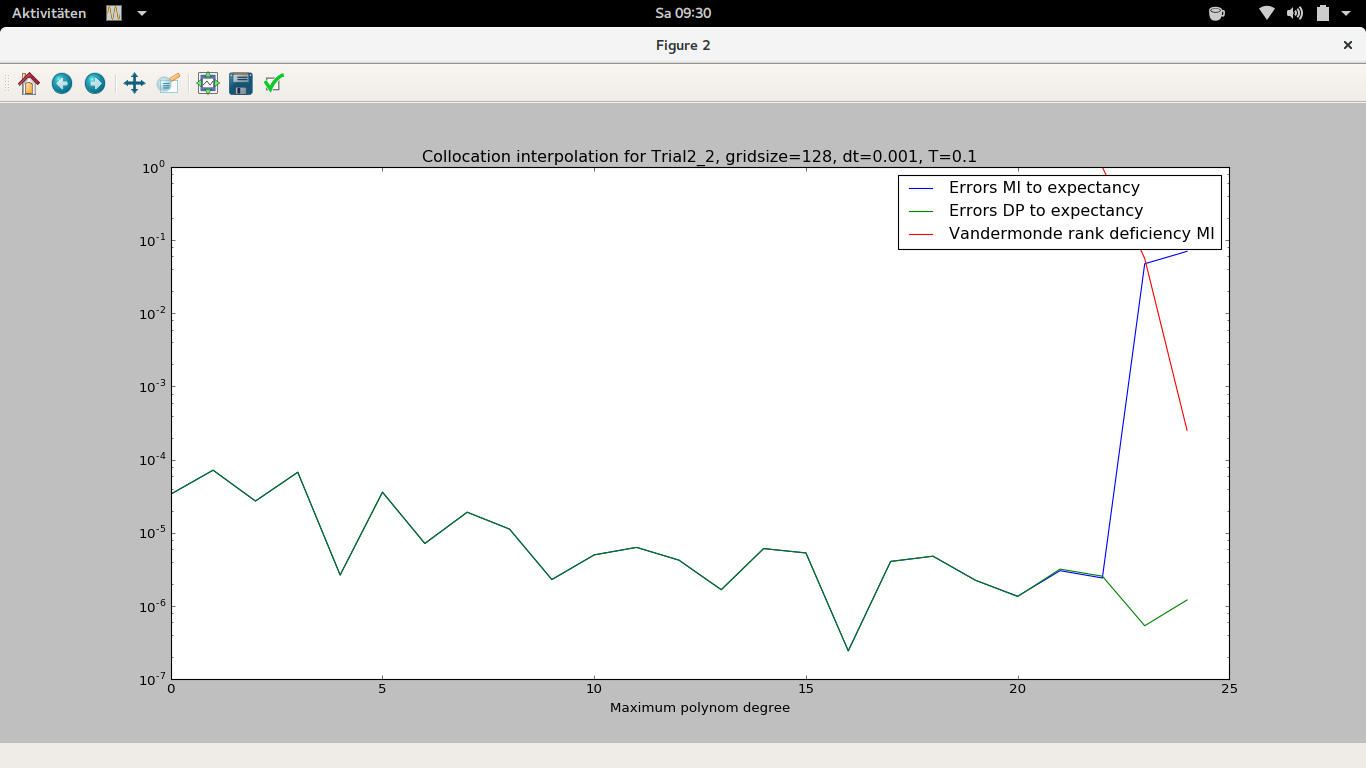 Aktivitäten
Sa 09:30
Figure 2
Collocation interpolation for Trial2_2, gridsize=128, dt=0.001, T=0.1
Errors MI to expectancy
Errors DP to expectancy
Vandermonde rank deficiency MI
10^0
10^-1
10^-2
10^-3
10^-4
10^-5
10^-6
10^-7
0 5 10 15 20 25
Maximum polynom degree